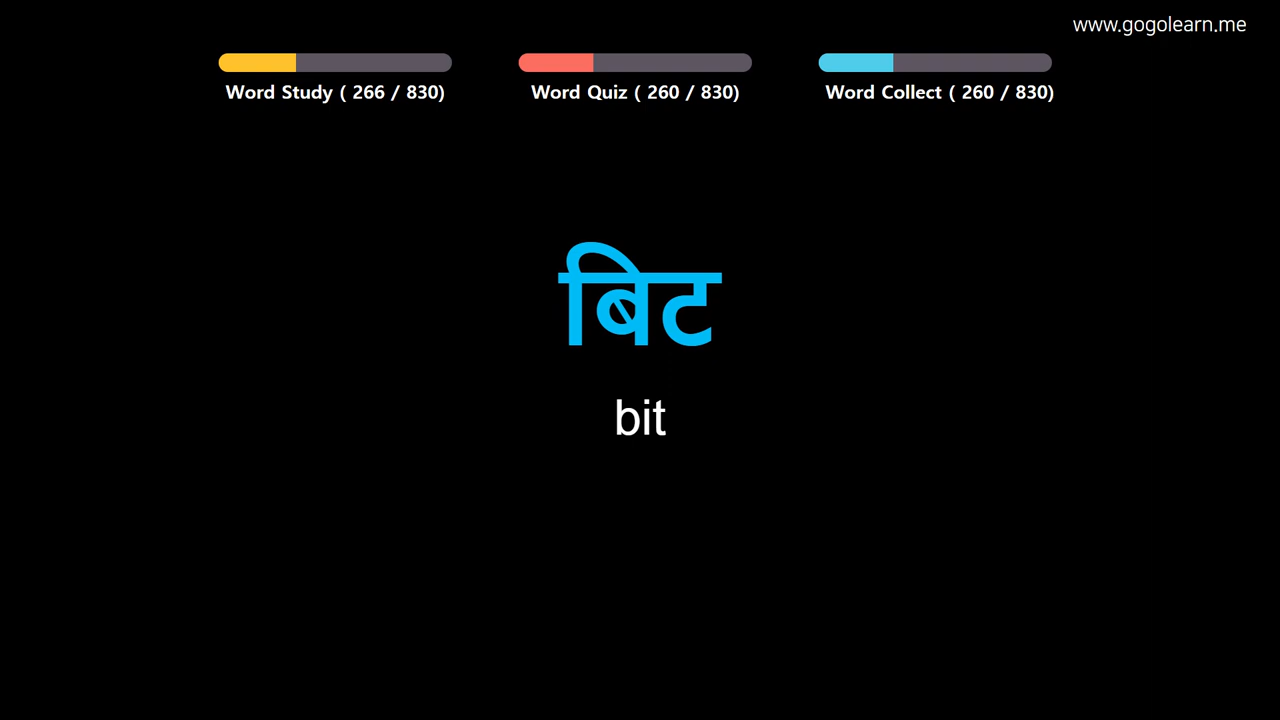 www.gogolearn.me
Word Study ( 266 / 830)
Word Quiz ( 260 / 830)
Word Collect ( 260 / 830)
बिट
bit